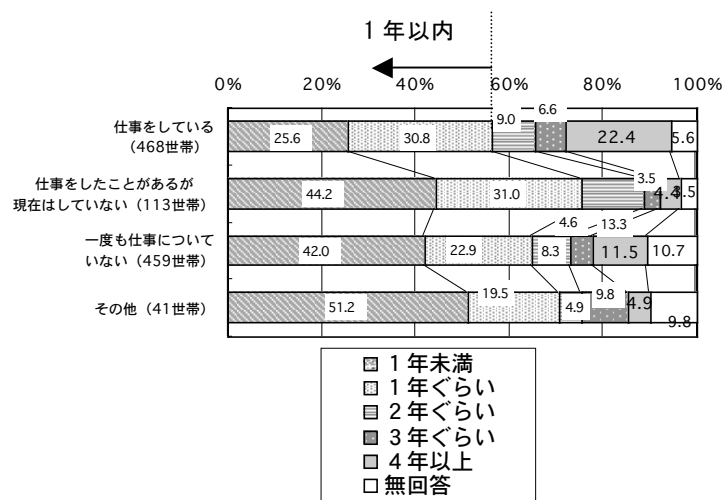 1年以内
0% 20% 40% 60% 80% 100%
仕事をしている
(468世帯)
25.6 30.8 9.0 6.6 22.4 5.6
仕事をしたことがあるが
現在はしていない(113世帯)
44.2 31.0 13.3 3.5 4.4 3.5
一度も仕事について
いない(459世帯)
42.0 22.9 8.3 4.6 11.5 10.7
その他(41世帯)
51.2 19.5 4.9 9.8 4.9 9.8
1年未満
1年ぐらい
2年ぐらい
3年ぐらい
4年以上
無回答